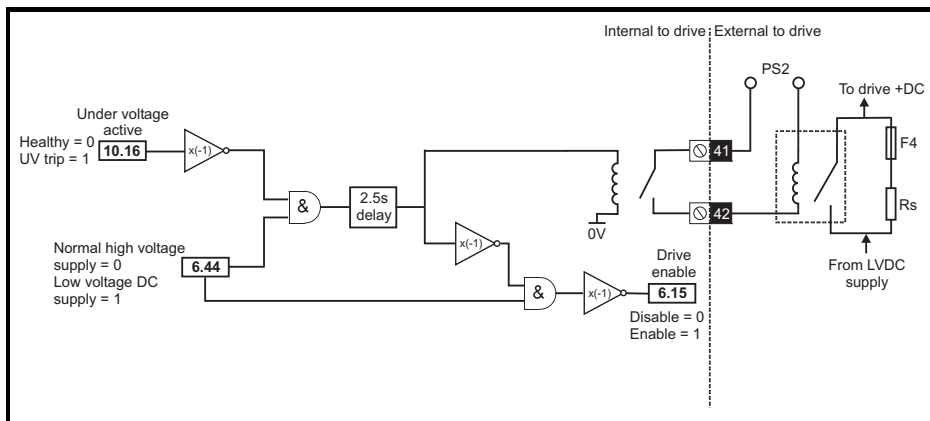 Internal to drive
External to drive
PS2
To drive +DC
Under voltage
active
Healthy = 0
UV trip = 1
10.16
x(-1)
41
F4
&
2.5s
delay
42
Rs
0V
Normal high voltage
supply = 0
Low voltage DC
supply = 1
6.44
x(-1)
From LVDC
supply
Drive
enable
&
x(-1)
6.15
Disable = 0
Enable = 1